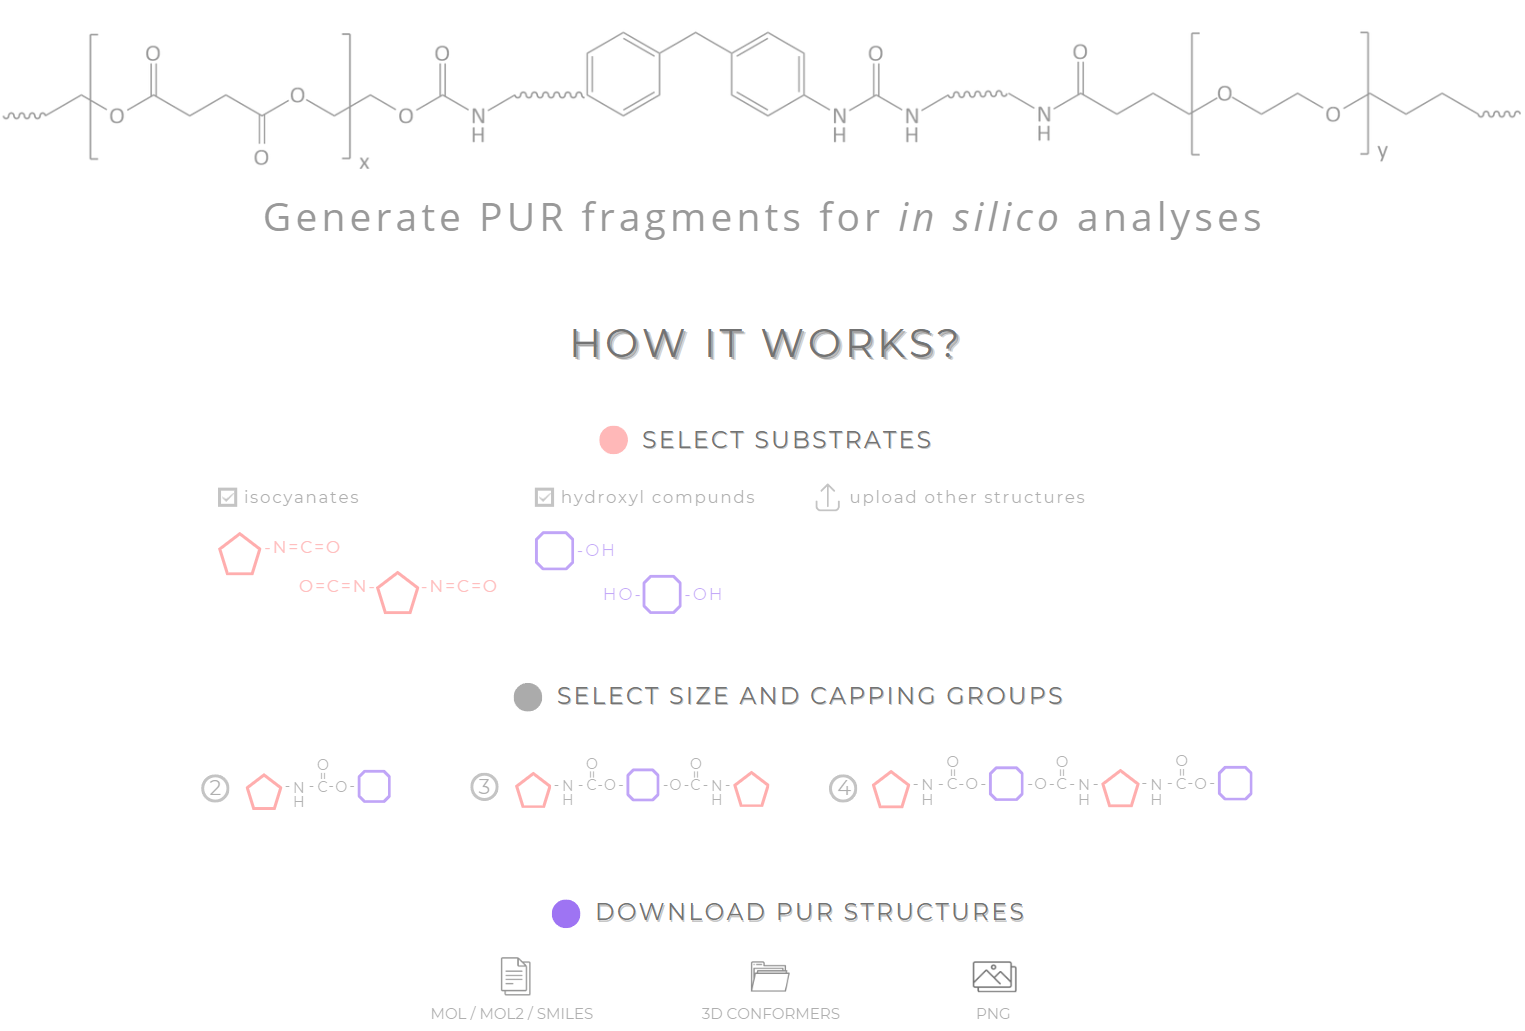 O O O O O
O O O O O
O N N N N O
H H H H
O O
x y
Generate PUR fragments for in silico analyses
HOW IT WORKS?
SELECT SUBSTRATES
isocyanates hydroxyl compunds upload other structures
-N=C=O -OH
O=C=N- -N=C=O HO- -OH
SELECT SIZE AND CAPPING GROUPS
2 -N-C-O- 3 -N-C-O- -O-C-N- 4 -N-C-O- -O-C-N- -N-C-O-
H O H O O H H O O H H O
DOWNLOAD PUR STRUCTURES
MOL / MOL2 / SMILES 3D CONFORMERS PNG